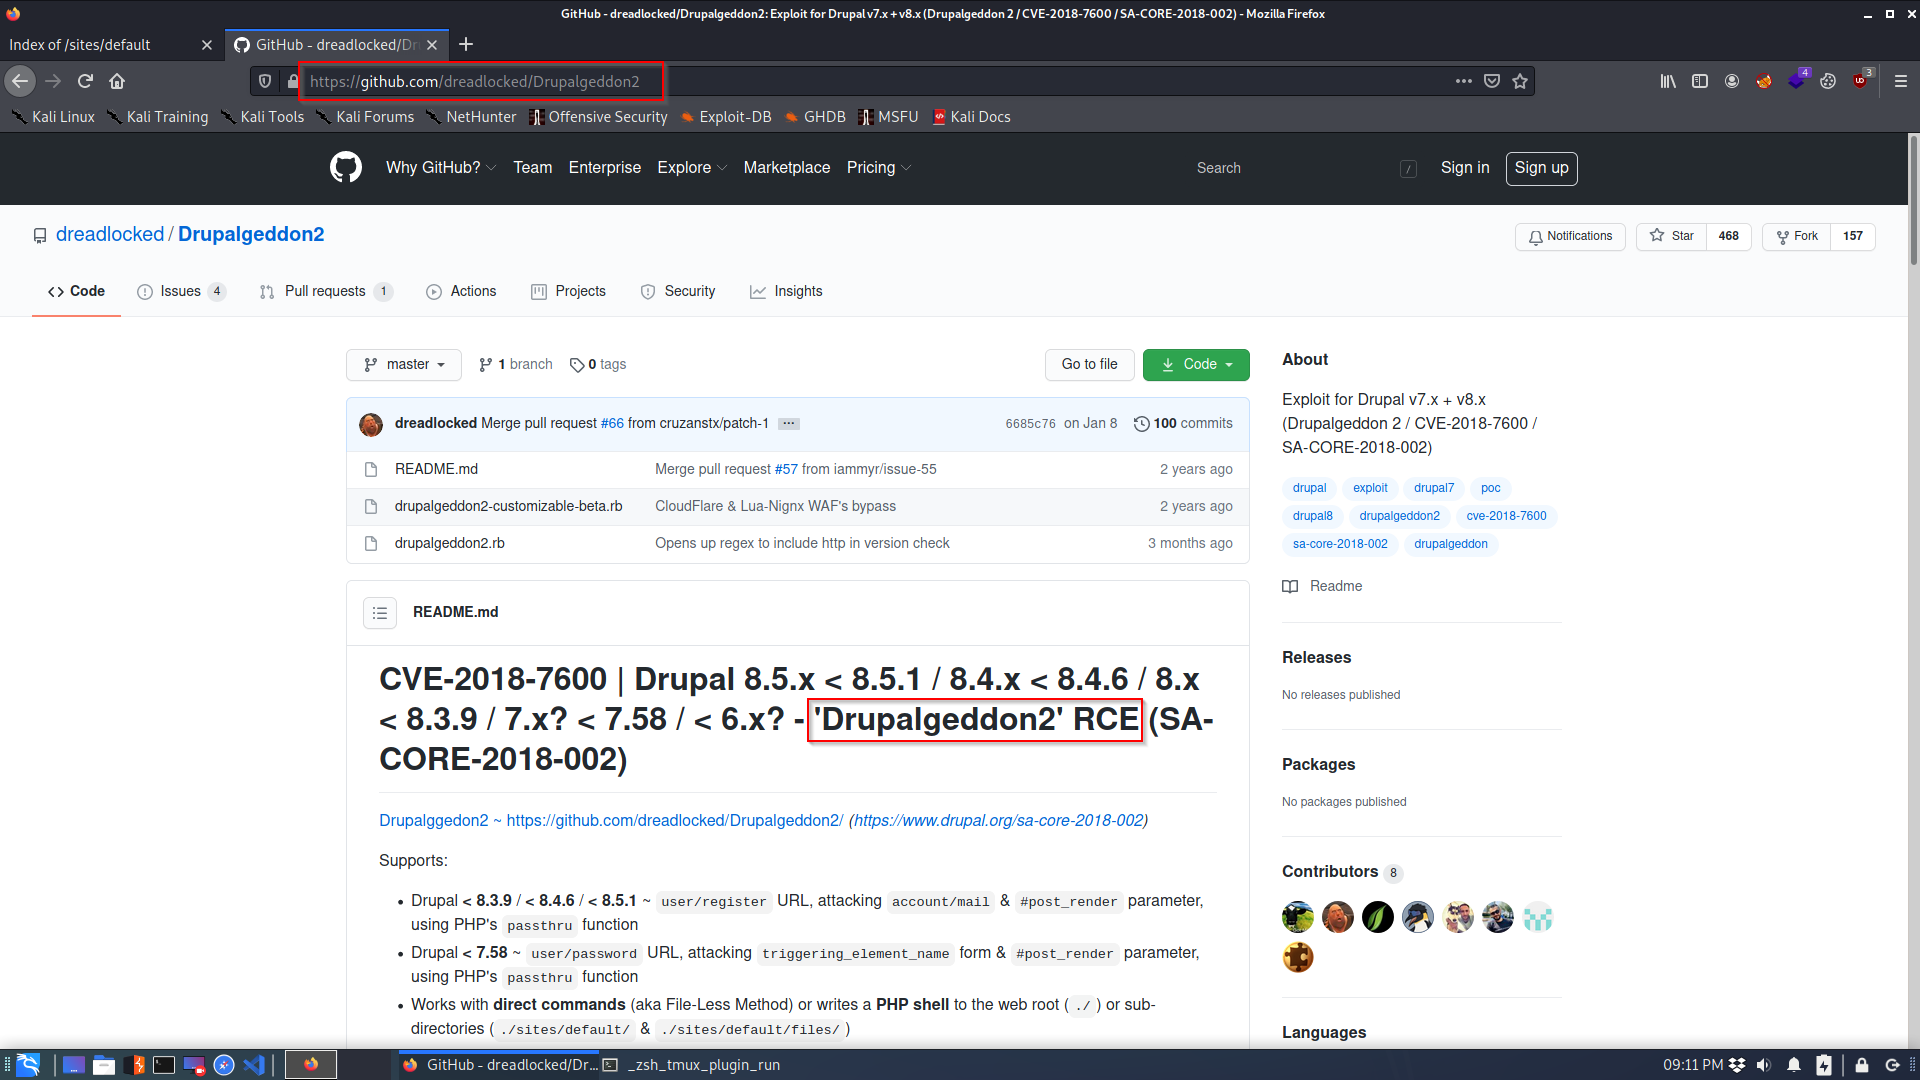 GitHub - dreadlocked/Drupalgeddon2: Exploit for Drupal v7.x + v8.x (Drupalgeddon 2 / CVE-2018-7600 / SA-CORE-2018-002) - Mozilla Firefox
Index of /sites/default
GitHub - dreadlocked/Dr
https://github.com/dreadlocked/Drupalgeddon2
4
3
Kali Linux Kali Training Kali Tools Kali Forums NetHunter Offensive Security Exploit-DB GHDB MSFU Kali Docs
Why GitHub? Team Enterprise Explore Marketplace Pricing Search / Sign in Sign up
dreadlocked / Drupalgeddon2
Notifications Star 468 Fork 157
Code Issues 4 Pull requests 1 Actions Projects Security Insights
master 1 branch 0 tags Go to file Code
dreadlocked Merge pull request #66 from cruzanstx/patch-1 ... 6685c76 on Jan 8 100 commits
README.md Merge pull request #57 from iammyr/issue-55 2 years ago
drupalgeddon2-customizable-beta.rb CloudFlare & Lua-Nignx WAF's bypass 2 years ago
drupalgeddon2.rb Opens up regex to include http in version check 3 months ago
README.md
CVE-2018-7600 | Drupal 8.5.x < 8.5.1 / 8.4.x < 8.4.6 / 8.x
< 8.3.9 / 7.x? < 7.58 / < 6.x? - 'Drupalgeddon2' RCE (SA-
CORE-2018-002)
Drupalggedon2 ~ https://github.com/dreadlocked/Drupalgeddon2/ (https://www.drupal.org/sa-core-2018-002)
Supports:
• Drupal < 8.3.9 / < 8.4.6 / < 8.5.1 ~ user/register URL, attacking account/mail & #post_render parameter,
using PHP's passthru function
• Drupal < 7.58 ~ user/password URL, attacking triggering_element_name form & #post_render parameter,
using PHP's passthru function
• Works with direct commands (aka File-Less Method) or writes a PHP shell to the web root ( ./ ) or sub-
directories ( ./sites/default/ & ./sites/default/files/ )
About
Exploit for Drupal v7.x + v8.x
(Drupalgeddon 2 / CVE-2018-7600 /
SA-CORE-2018-002)
drupal exploit drupal7 poc
drupal8 drupalgeddon2 cve-2018-7600
sa-core-2018-002 drupalgeddon
Readme
Releases
No releases published
Packages
No packages published
Contributors 8
Languages
GitHub - dreadlocked/Dr... _zsh_tmux_plugin_run 09:11 PM